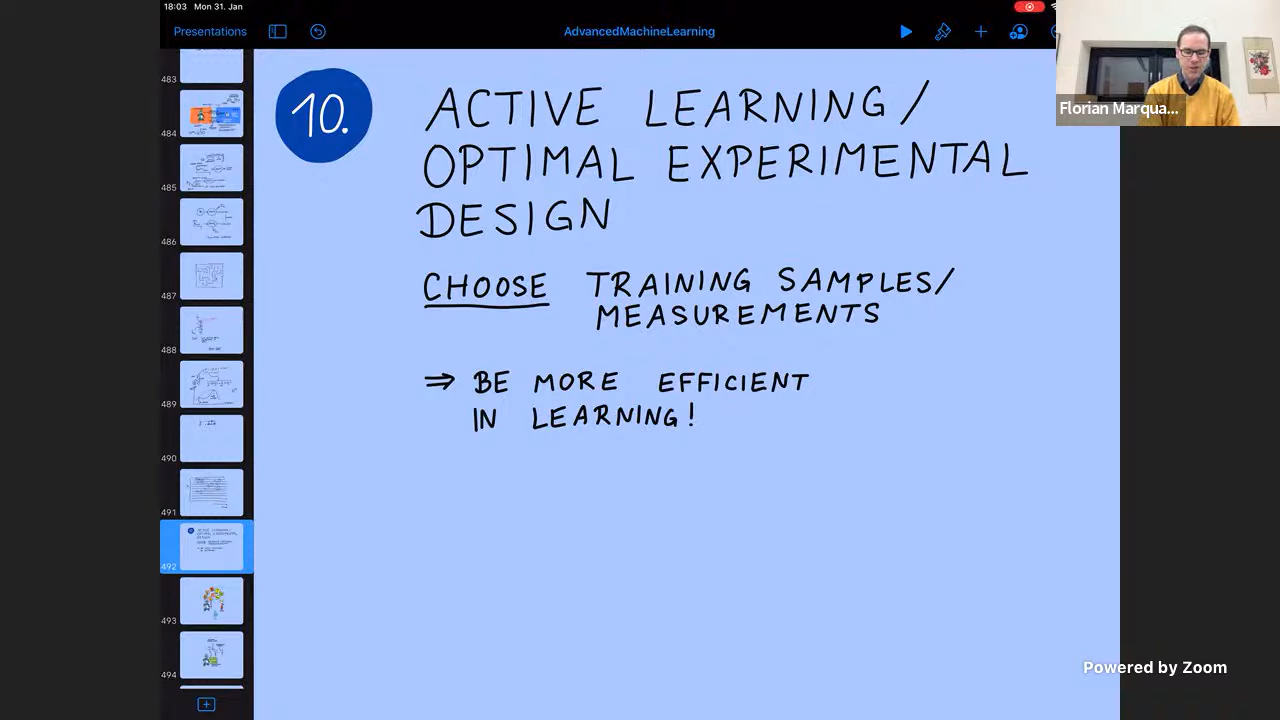 18:03 Mon 31. Jan
Presentations
AdvancedMachineLearning
Florian Marqua...
483
484
485
486
487
488
489
490
491
492
493
494
10.
ACTIVE LEARNING/
OPTIMAL EXPERIMENTAL
DESIGN
CHOOSE TRAINING SAMPLES/
MEASUREMENTS
⇒ BE MORE EFFICIENT
IN LEARNING!
Powered by Zoom